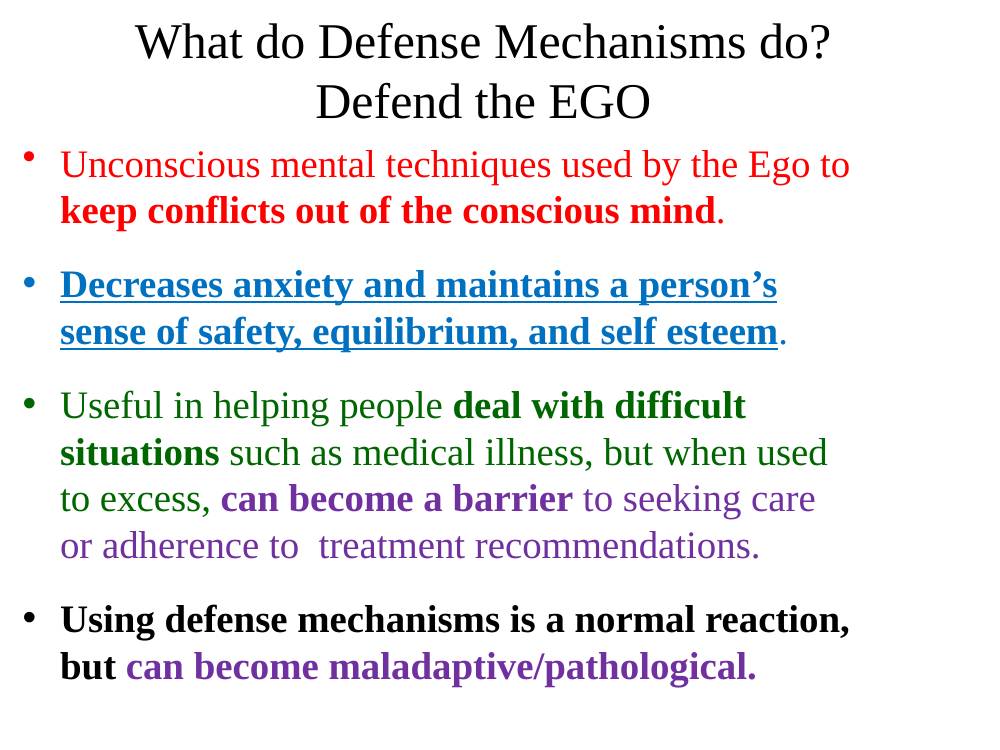 What do Defense Mechanisms do?
Defend the EGO
• Unconscious mental techniques used by the Ego to
keep conflicts out of the conscious mind.
• Decreases anxiety and maintains a person’s
sense of safety, equilibrium, and self esteem.
• Useful in helping people deal with difficult
situations such as medical illness, but when used
to excess, can become a barrier to seeking care
or adherence to  treatment recommendations.
• Using defense mechanisms is a normal reaction,
but can become maladaptive/pathological.